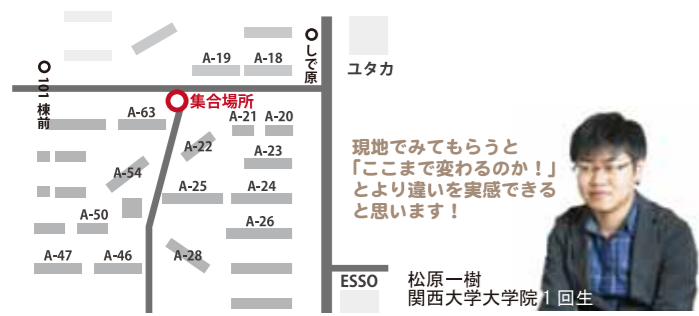 A-19
A-18
しで原
ユタカ
101棟前
集合場所
A-63
A-21
A-20
A-22
A-23
A-54
A-25
A-24
A-50
A-26
A-47
A-46
A-28
ESSO
現地でみてもらうと
「ここまで変わるのか！」
とより違いを実感できる
と思います！
松原一樹
関西大学大学院1回生